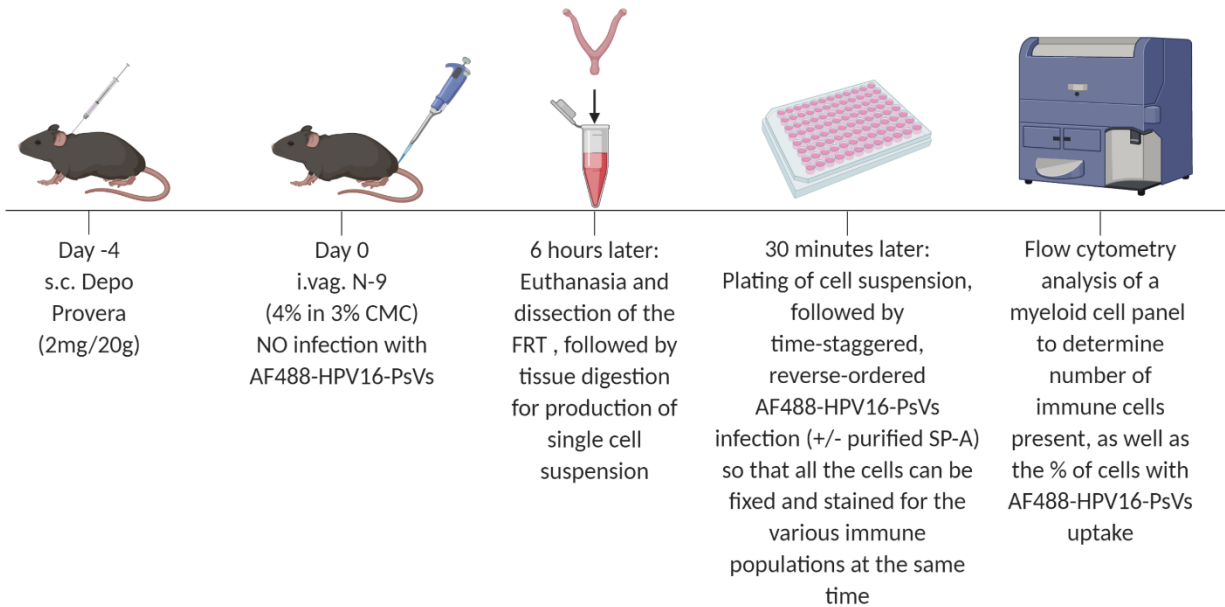 Day -4
s.c. Depo
Provera
(2mg/20g)
Day 0
i.vag. N-9
(4% in 3% CMC)
NO infection with
AF488-HPV16-PsVs
6 hours later:
Euthanasia and
dissection of the
FRT , followed by
tissue digestion
for production of
single cell
suspension
30 minutes later:
Plating of cell suspension,
followed by
time-staggered,
reverse-ordered
AF488-HPV16-PsVs
infection (+/- purified SP-A)
so that all the cells can be
fixed and stained for the
various immune
populations at the same
time
Flow cytometry
analysis of a
myeloid cell panel
to determine
number of
immune cells
present, as well as
the % of cells with
AF488-HPV16-PsVs
uptake